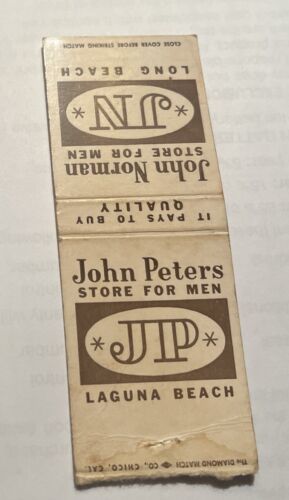 CLOSE COVER BEFORE STRIKING MATCH
LONG BEACH
* JN *
John Norman
STORE FOR MEN
IT PAYS TO BUY
QUALITY
John Peters
STORE FOR MEN
* JP *
LAGUNA BEACH
The DIAMOND MATCH CO., CHICO, CAL.